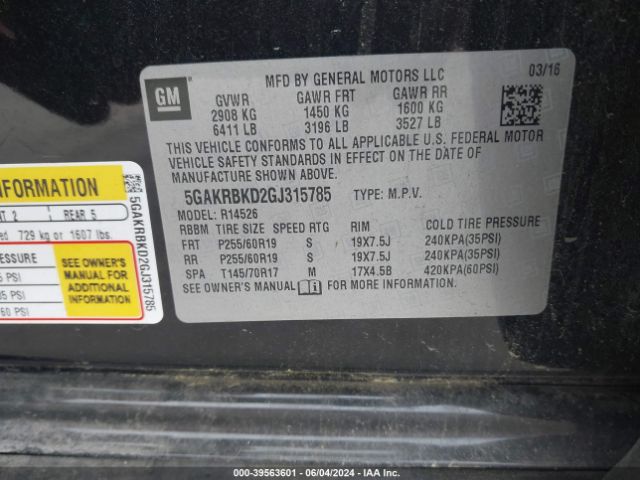 GM
MFD BY GENERAL MOTORS LLC
03/16
GVWR GAWR FRT GAWR RR
2908 KG 1450 KG 1600 KG
6411 LB 3196 LB 3527 LB
THIS VEHICLE CONFORMS TO ALL APPLICABLE U.S. FEDERAL MOTOR
VEHICLE SAFETY STANDARDS IN EFFECT ON THE DATE OF
MANUFACTURE SHOWN ABOVE.
5GAKRBKD2GJ315785 TYPE: M.P.V.
MODEL: R14526
RBBM TIRE SIZE SPEED RTG RIM COLD TIRE PRESSURE
FRT P255/60R19 S 19X7.5J 240KPA(35PSI)
RR P255/60R19 S 19X7.5J 240KPA(35PSI)
SPA T145/70R17 M 17X4.5B 420KPA(60PSI)
SEE OWNER'S MANUAL FOR MORE INFORMATION.
INFORMATION
2 REAR 5
729 kg or 1607 lbs.
SEE OWNER'S
MANUAL FOR
ADDITIONAL
INFORMATION
PSI
60 PSI
5GAKRBKD2GJ315785
000-39563601 - 06/04/2024 - IAA Inc.